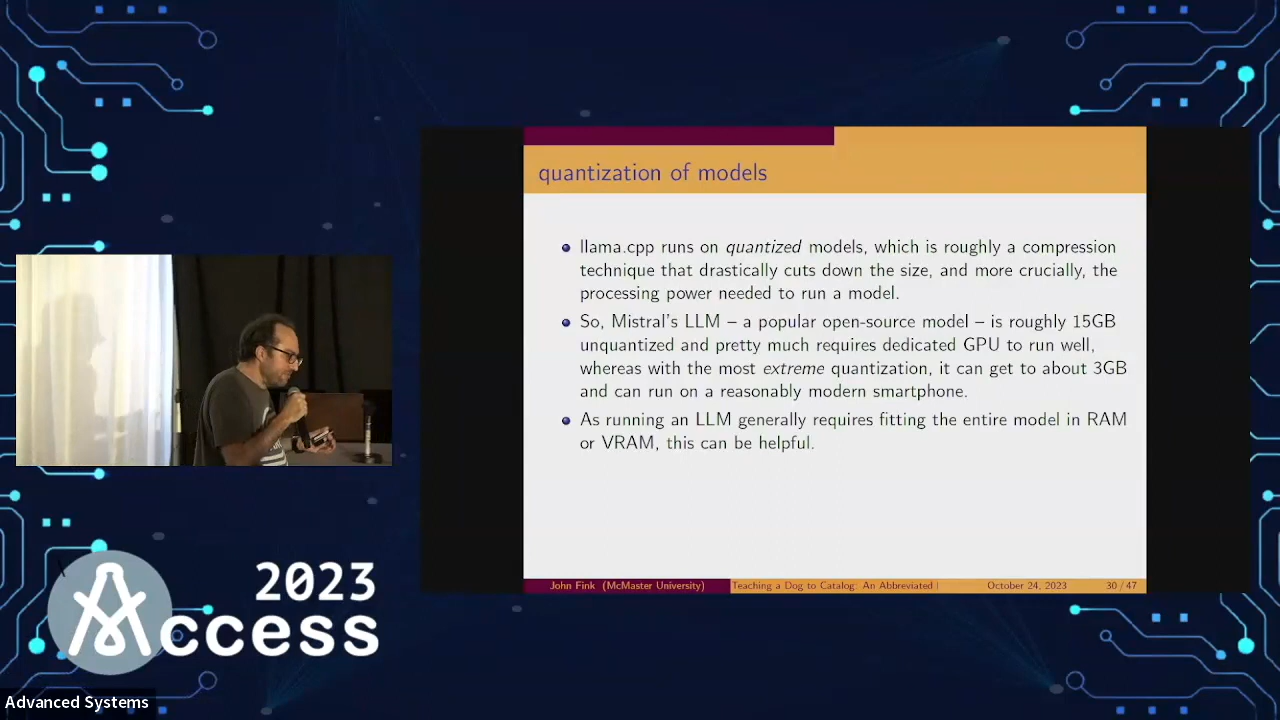 quantization of models
llama.cpp runs on quantized models, which is roughly a compression
technique that drastically cuts down the size, and more crucially, the
processing power needed to run a model.
So, Mistral's LLM – a popular open-source model – is roughly 15GB
unquantized and pretty much requires dedicated GPU to run well,
whereas with the most extreme quantization, it can get to about 3GB
and can run on a reasonably modern smartphone.
As running an LLM generally requires fitting the entire model in RAM
or VRAM, this can be helpful.
John Fink (McMaster University) Teaching a Dog to Catalog: An Abbreviated October 24, 2023 30 / 47
2023
Access
Advanced Systems